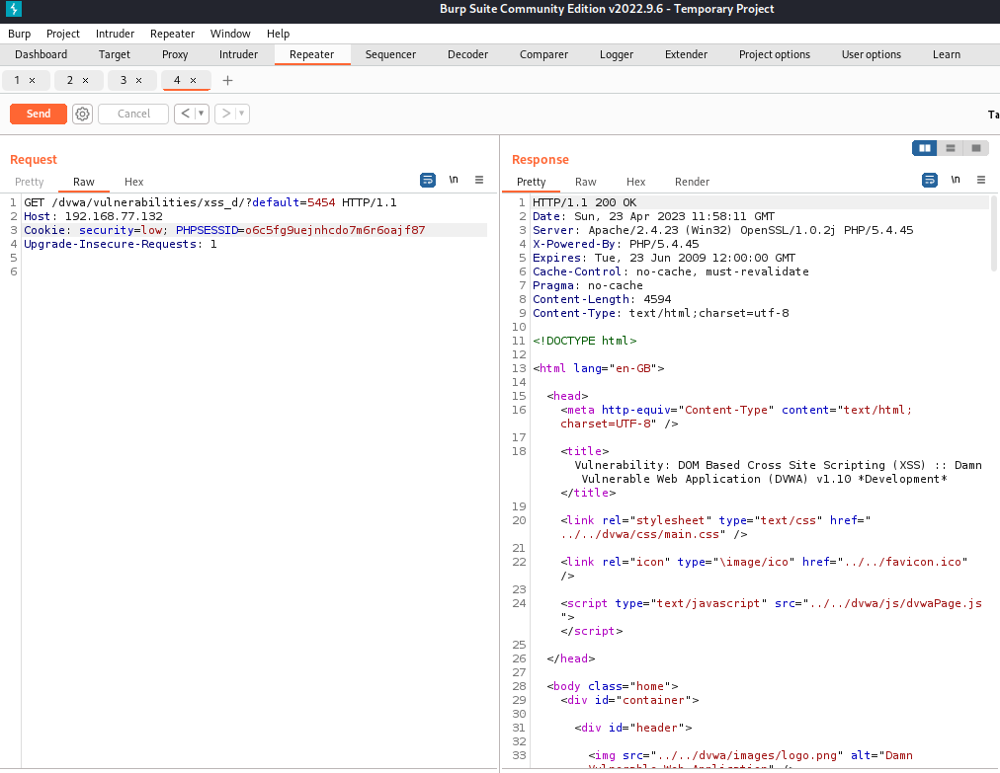 Burp Suite Community Edition v2022.9.6 - Temporary Project
Burp Project Intruder Repeater Window Help
Dashboard Target Proxy Intruder Repeater Sequencer Decoder Comparer Logger Extender Project options User options Learn
1 × 2 × 3 × 4 × +
Send Cancel < ▾ > ▾
Request
Pretty Raw Hex \n
1 GET /dvwa/vulnerabilities/xss_d/?default=5454 HTTP/1.1
2 Host: 192.168.77.132
3 Cookie: security=low; PHPSESSID=o6c5fg9uejnhcdo7m6r6oajf87
4 Upgrade-Insecure-Requests: 1
5
6
Response
Pretty Raw Hex Render \n
1 HTTP/1.1 200 OK
2 Date: Sun, 23 Apr 2023 11:58:11 GMT
3 Server: Apache/2.4.23 (Win32) OpenSSL/1.0.2j PHP/5.4.45
4 X-Powered-By: PHP/5.4.45
5 Expires: Tue, 23 Jun 2009 12:00:00 GMT
6 Cache-Control: no-cache, must-revalidate
7 Pragma: no-cache
8 Content-Length: 4594
9 Content-Type: text/html;charset=utf-8
10
11 <!DOCTYPE html>
12
13 <html lang="en-GB">
14
15 <head>
16 <meta http-equiv="Content-Type" content="text/html;
charset=UTF-8" />
17
18 <title>
Vulnerability: DOM Based Cross Site Scripting (XSS) :: Damn
Vulnerable Web Application (DVWA) v1.10 *Development*
</title>
19
20 <link rel="stylesheet" type="text/css" href="
../../dvwa/css/main.css" />
21
22 <link rel="icon" type="\image/ico" href="../../favicon.ico"
/>
23
24 <script type="text/javascript" src="../../dvwa/js/dvwaPage.js
">
</script>
25
26 </head>
27
28 <body class="home">
29 <div id="container">
30
31 <div id="header">
32
33 <img src="../../dvwa/images/logo.png" alt="Damn
Vulnerable Web Application" />